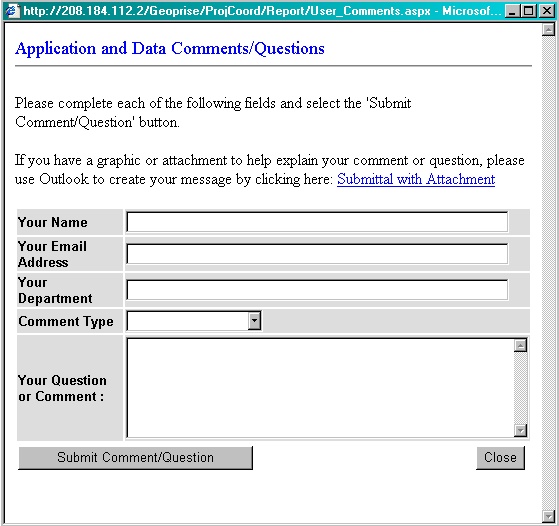 http://208.184.112.2/Geoprise/ProjCoord/Report/User_Comments.aspx - Microsof...
Application and Data Comments/Questions
Please complete each of the following fields and select the 'Submit
Comment/Question' button.
If you have a graphic or attachment to help explain your comment or question, please
use Outlook to create your message by clicking here: Submittal with Attachment
Your Name
Your Email
Address
Your
Department
Comment Type
Your Question
or Comment :
Submit Comment/Question
Close